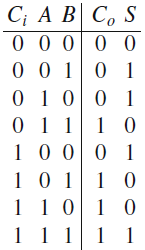 Ci A B Co S
0 0 0 0 0
0 0 1 0 1
0 1 0 0 1
0 1 1 1 0
1 0 0 0 1
1 0 1 1 0
1 1 0 1 0
1 1 1 1 1